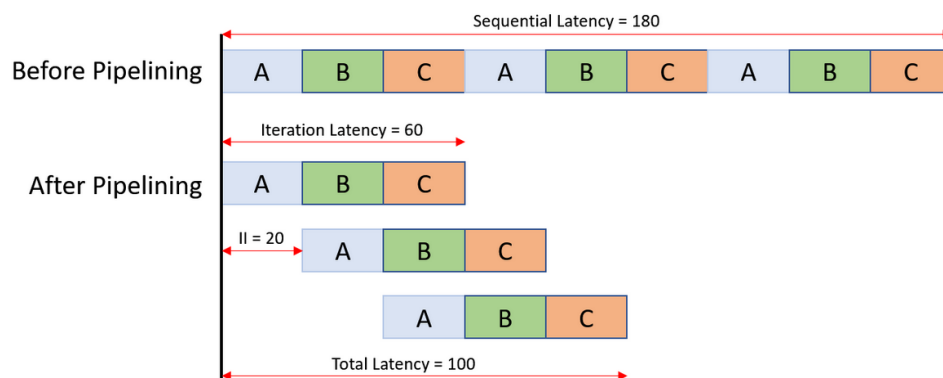 Sequential Latency = 180
Before Pipelining A B C A B C A B C
Iteration Latency = 60
After Pipelining A B C
II = 20
A B C
A B C
Total Latency = 100